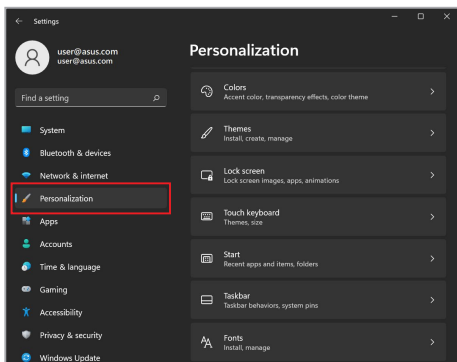 Settings
user@asus.com
user@asus.com
Find a setting
System
Bluetooth & devices
Network & internet
Personalization
Apps
Accounts
Time & language
Gaming
Accessibility
Privacy & security
Windows Update
Personalization
Colors
Accent color, transparency effects, color theme
Themes
Install, create, manage
Lock screen
Lock screen images, apps, animations
Touch keyboard
Themes, size
Start
Recent apps and items, folders
Taskbar
Taskbar behaviors, system pins
Fonts
Install, manage